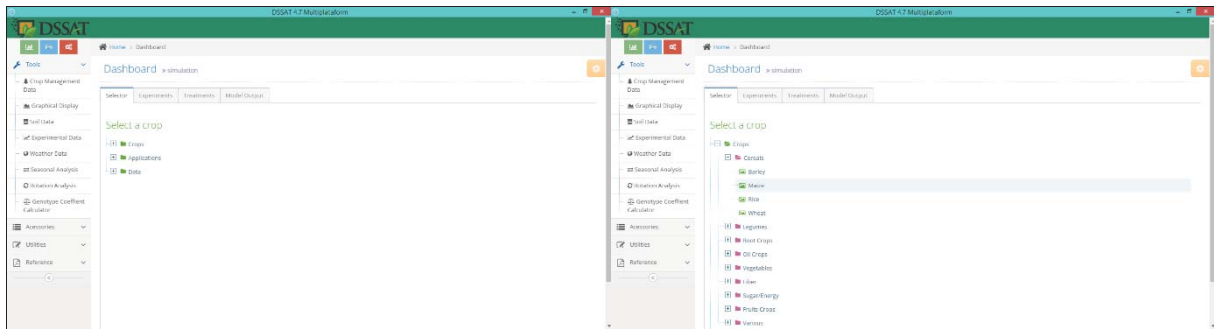 DSSAT 4.7 Multiplataform
DSSAT
Home > Dashboard
Tools
Crop Management
Data
Graphical Display
Soil Data
Experimental Data
Weather Data
Seasonal Analysis
Rotation Analysis
Genotype Coeffient
Calculator
Acessories
Utilities
Reference
Dashboard » simulation
Selector Experiments Treatments Model Output
Select a crop
Crops
Applications
Data
DSSAT 4.7 Multiplataform
DSSAT
Home > Dashboard
Tools
Crop Management
Data
Graphical Display
Soil Data
Experimental Data
Weather Data
Seasonal Analysis
Rotation Analysis
Genotype Coeffient
Calculator
Acessories
Utilities
Reference
Dashboard » simulation
Selector Experiments Treatments Model Output
Select a crop
Crops
Cereals
Barley
Maize
Rice
Wheat
Legumes
Root Crops
Oil Crops
Vegetables
Fiber
Sugar/Energy
Fruits Crops
Various